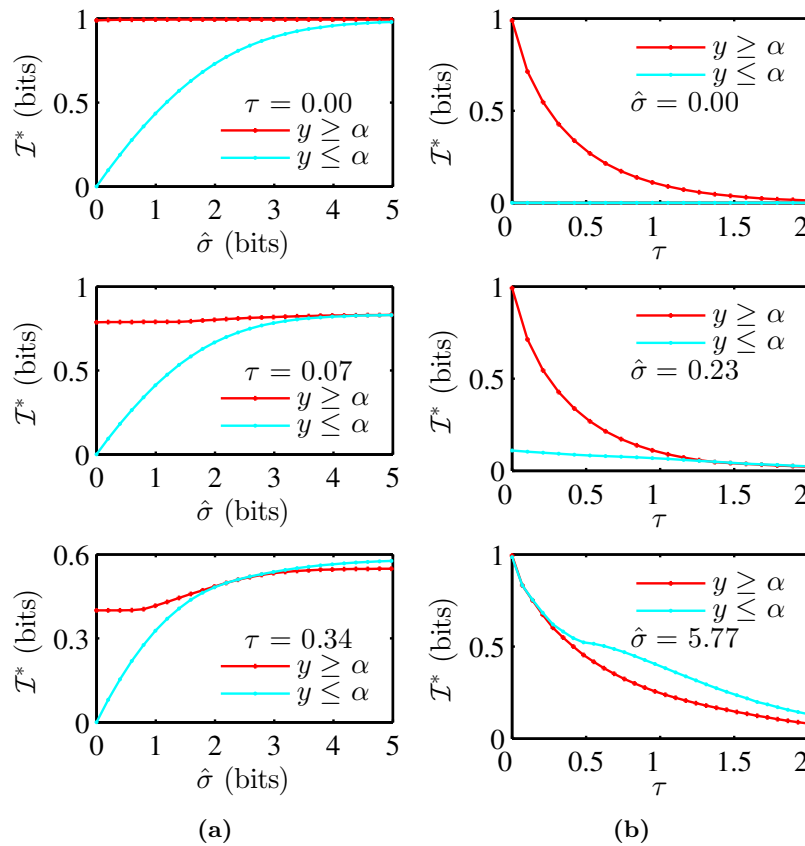 1
0.5
0
0 1 2 3 4 5
I* (bits)
σ̂ (bits)
τ = 0.00
y ≥ α
y ≤ α
1
0.5
0
0 0.5 1 1.5 2
I* (bits)
τ
y ≥ α
y ≤ α
σ̂ = 0.00
1
0.5
0
0 1 2 3 4 5
I* (bits)
σ̂ (bits)
τ = 0.07
y ≥ α
y ≤ α
1
0.5
0
0 0.5 1 1.5 2
I* (bits)
τ
y ≥ α
y ≤ α
σ̂ = 0.23
0.6
0.3
0
0 1 2 3 4 5
I* (bits)
σ̂ (bits)
τ = 0.34
y ≥ α
y ≤ α
1
0.5
0
0 0.5 1 1.5 2
I* (bits)
τ
y ≥ α
y ≤ α
σ̂ = 5.77
(a)
(b)